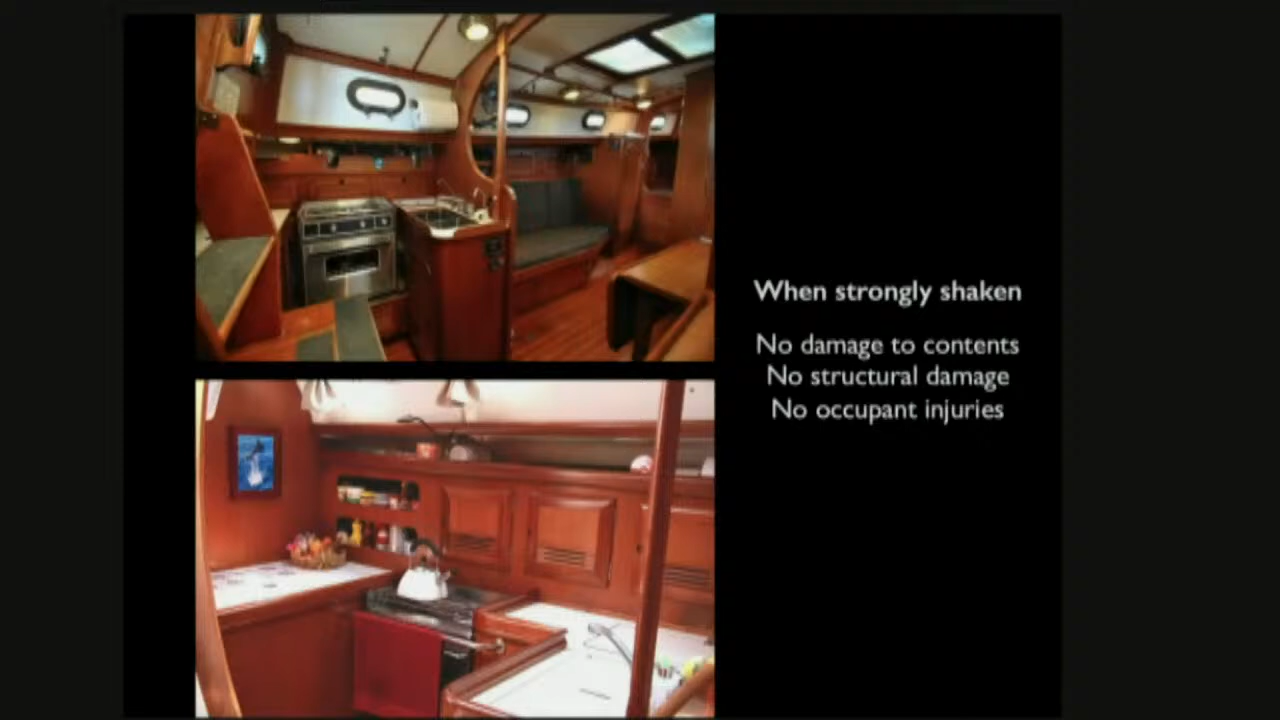 When strongly shaken
No damage to contents
No structural damage
No occupant injuries